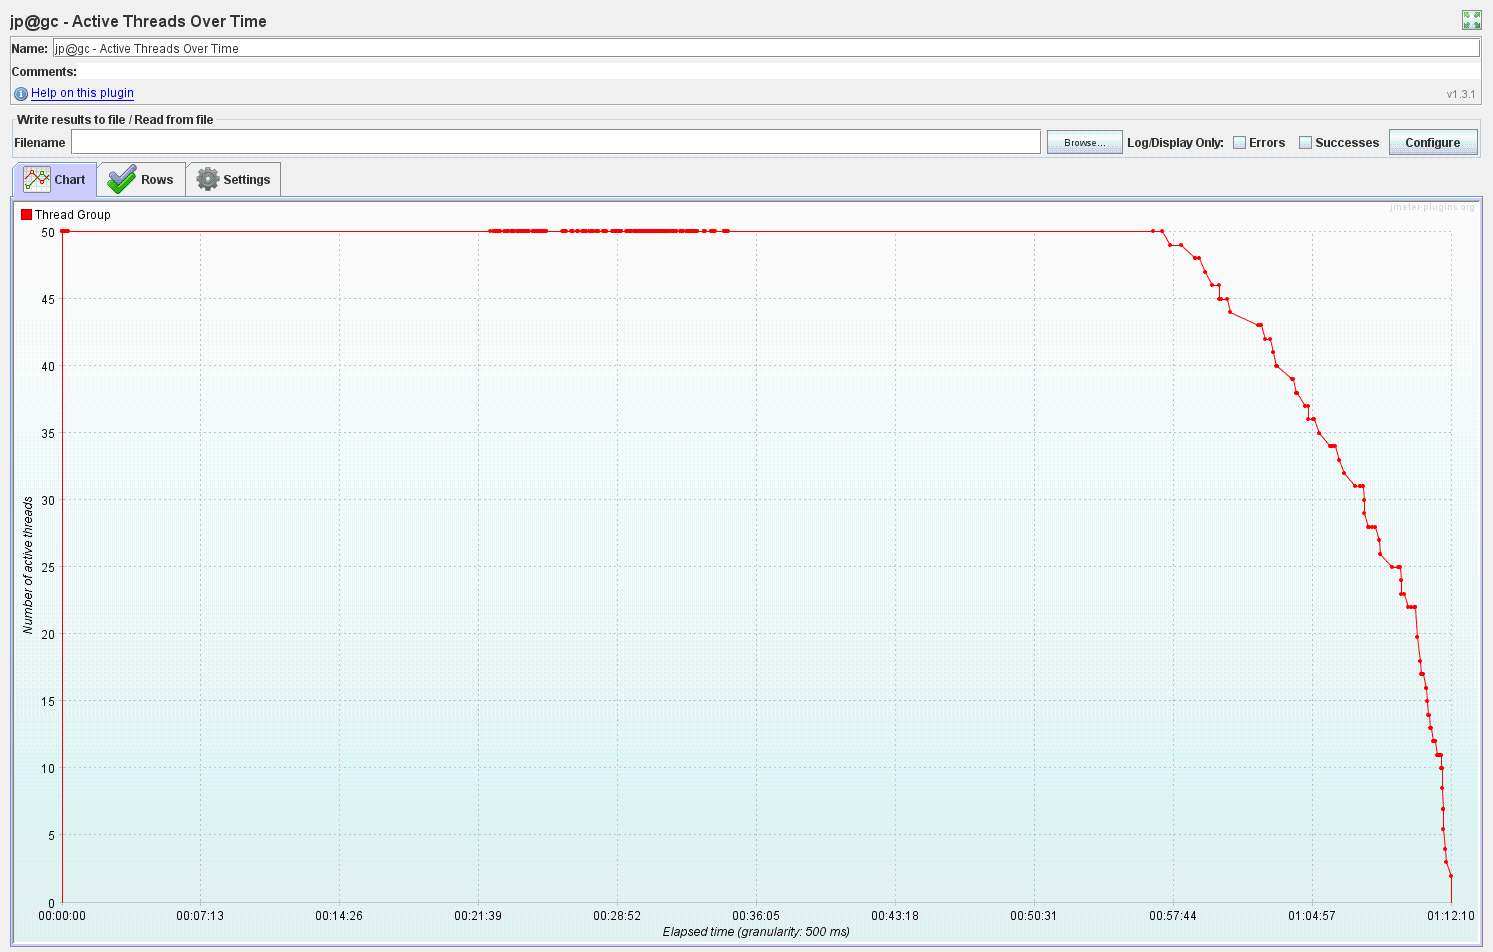 jp@gc - Active Threads Over Time
Name: jp@gc - Active Threads Over Time
Comments:
Help on this plugin
v1.3.1
Write results to file / Read from file
Filename Browse... Log/Display Only: Errors Successes Configure
Chart Rows Settings
Thread Group
jmeter-plugins.org
50
45
40
35
30
25
20
15
10
5
0
Number of active threads
00:00:00 00:07:13 00:14:26 00:21:39 00:28:52 00:36:05 00:43:18 00:50:31 00:57:44 01:04:57 01:12:10
Elapsed time (granularity: 500 ms)